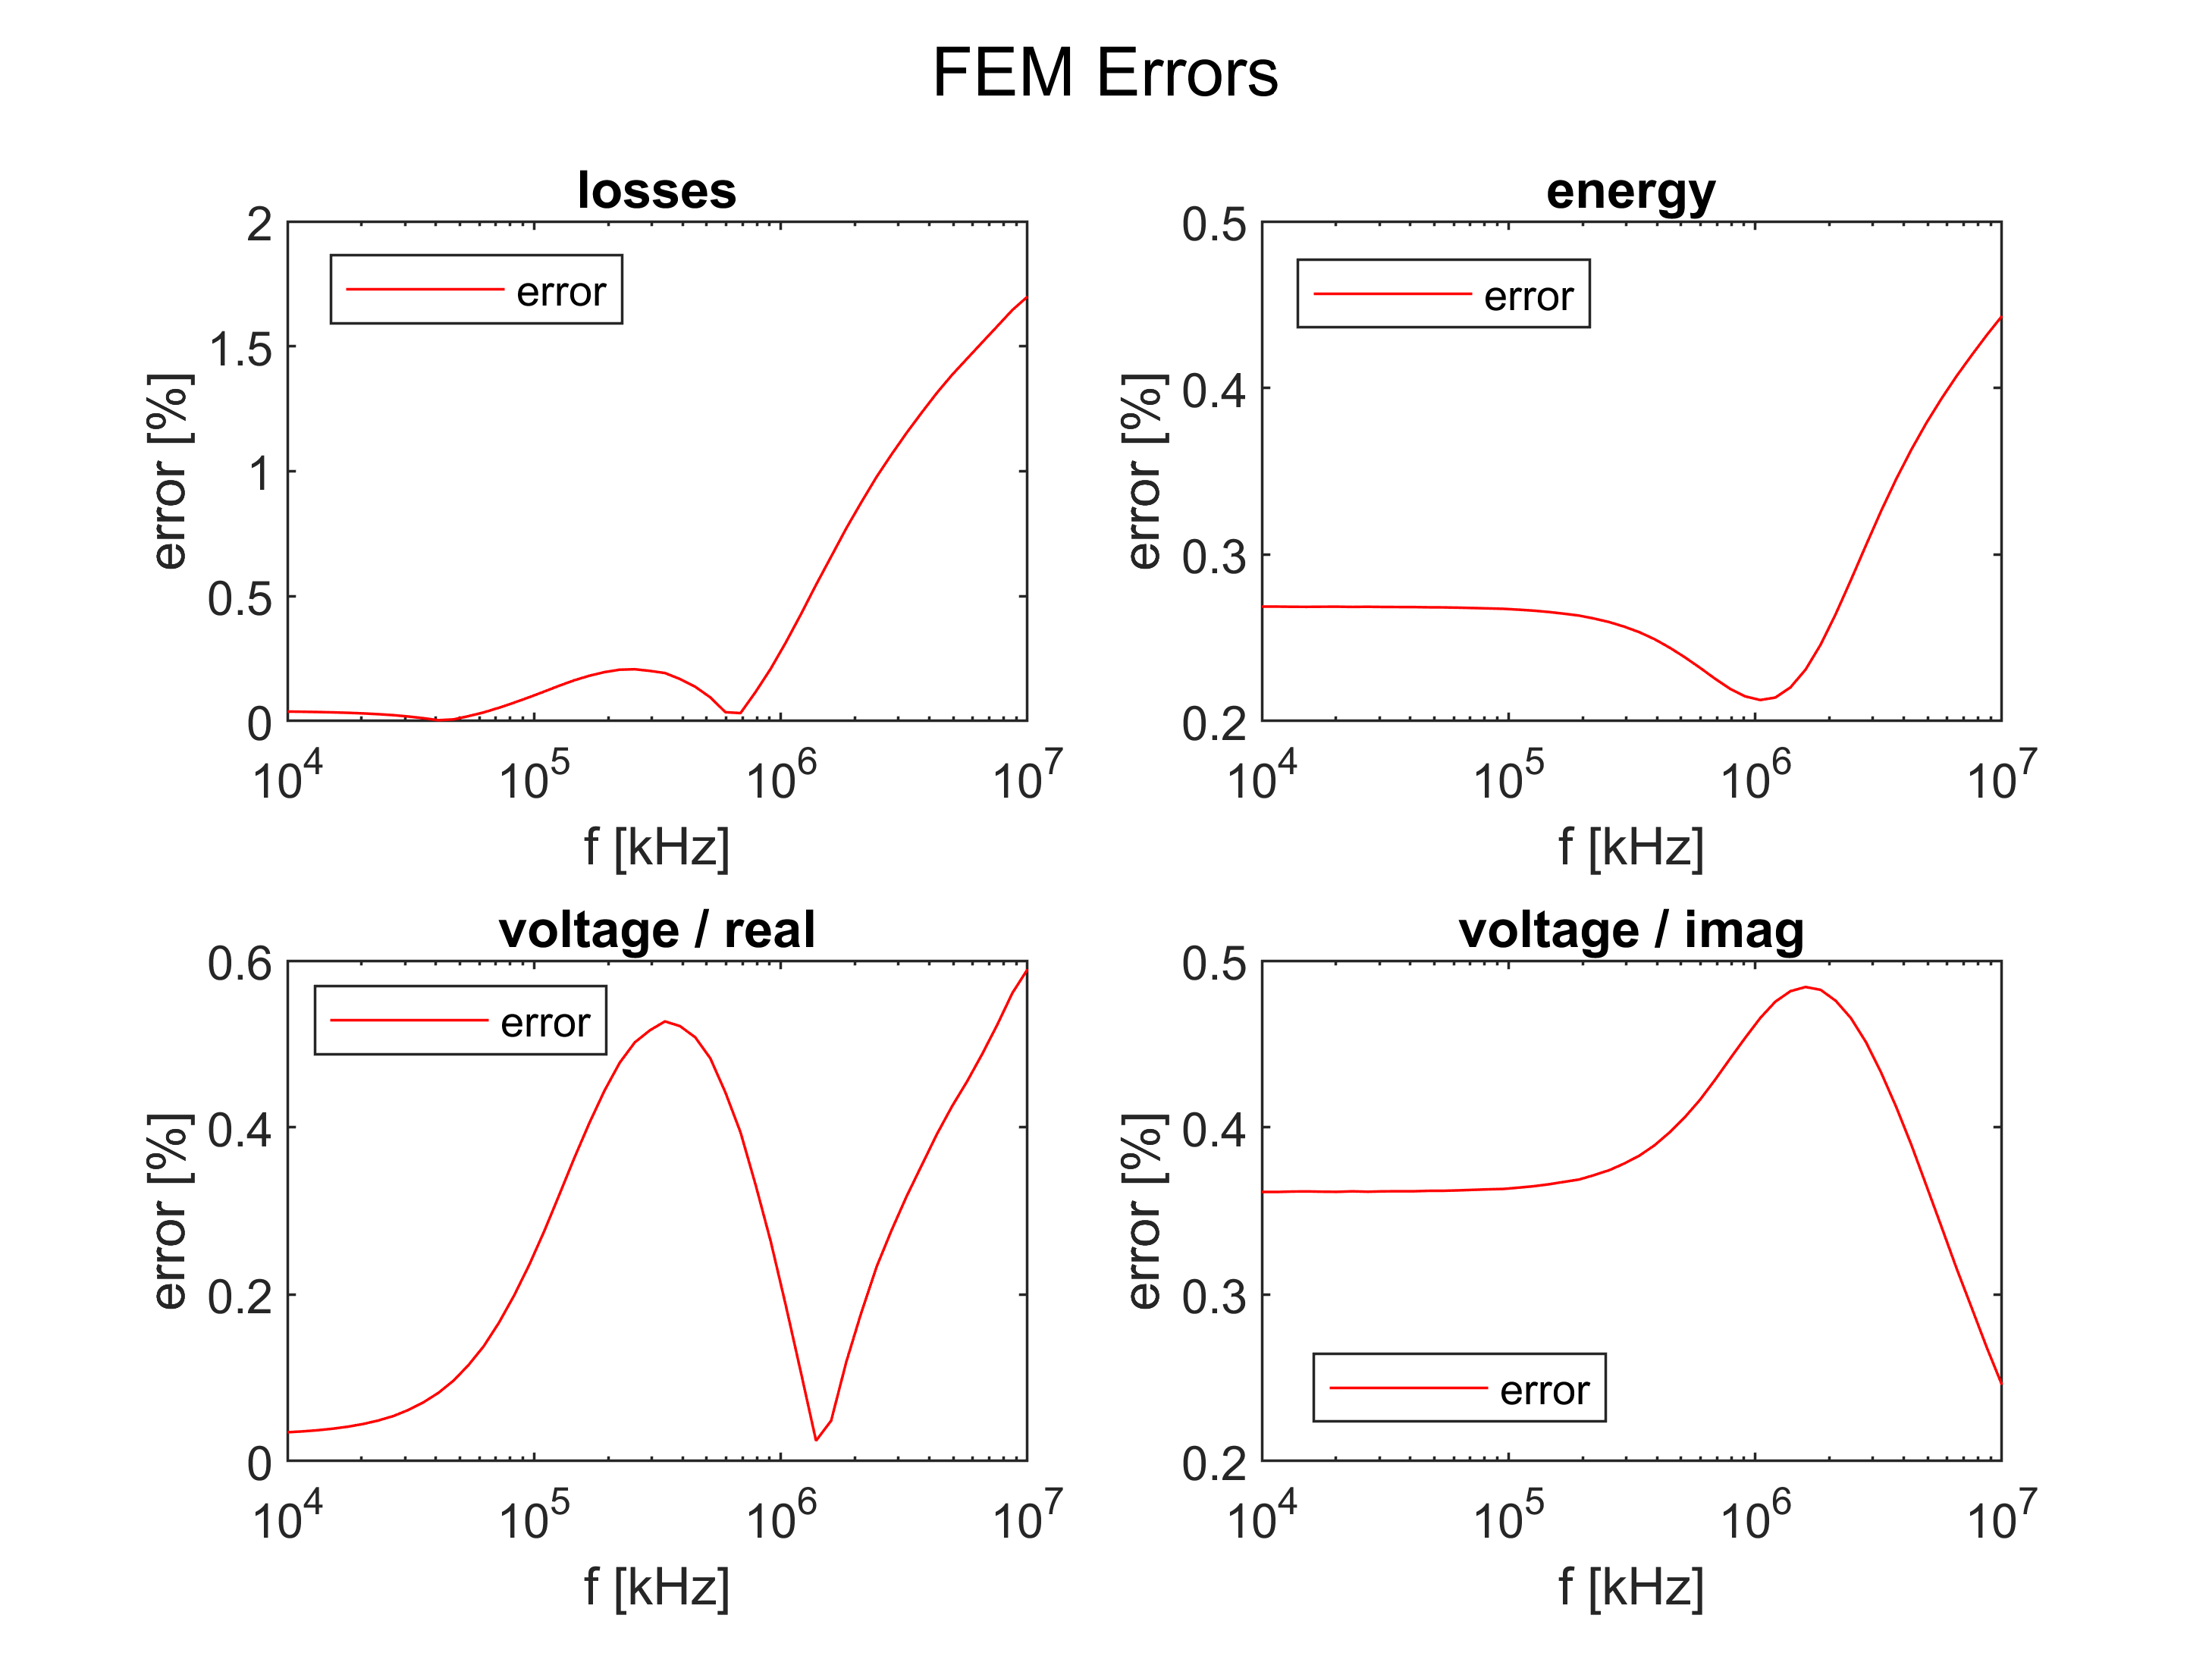 FEM Errors
losses
2
1.5
1
0.5
0
error [%]
error
10^4 10^5 10^6 10^7
f [kHz]
energy
0.5
0.4
0.3
0.2
error [%]
error
10^4 10^5 10^6 10^7
f [kHz]
voltage / real
0.6
0.4
0.2
0
error [%]
error
10^4 10^5 10^6 10^7
f [kHz]
voltage / imag
0.5
0.4
0.3
0.2
error [%]
error
10^4 10^5 10^6 10^7
f [kHz]